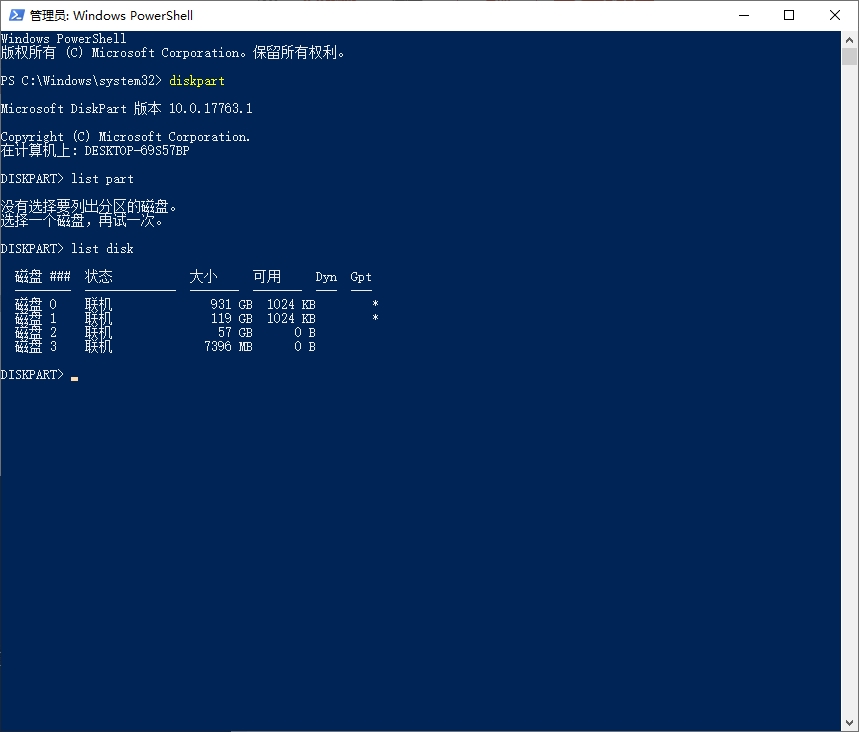 管理员: Windows PowerShell
Windows PowerShell
版权所有 (C) Microsoft Corporation。保留所有权利。
PS C:\Windows\system32> diskpart
Microsoft DiskPart 版本 10.0.17763.1
Copyright (C) Microsoft Corporation.
在计算机上: DESKTOP-69S57BP
DISKPART> list part
没有选择要列出分区的磁盘。
选择一个磁盘，再试一次。
DISKPART> list disk
磁盘 ### 状态 大小 可用 Dyn Gpt
磁盘 0 联机 931 GB 1024 KB *
磁盘 1 联机 119 GB 1024 KB *
磁盘 2 联机 57 GB 0 B
磁盘 3 联机 7396 MB 0 B
DISKPART>